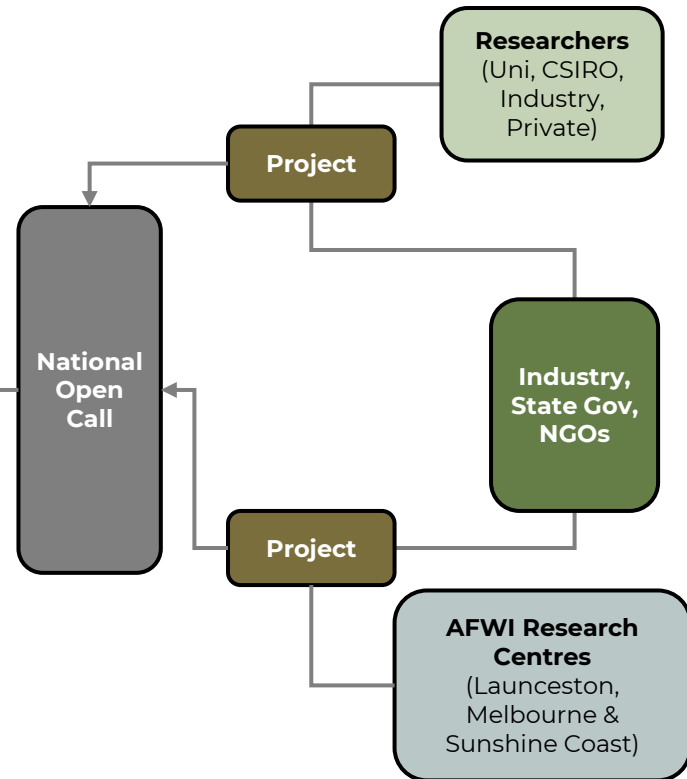 Researchers
(Uni, CSIRO,
Industry,
Private)
Project
National
Open
Call
Industry,
State Gov,
NGOs
Project
AFWI Research
Centres
(Launceston,
Melbourne &
Sunshine Coast)